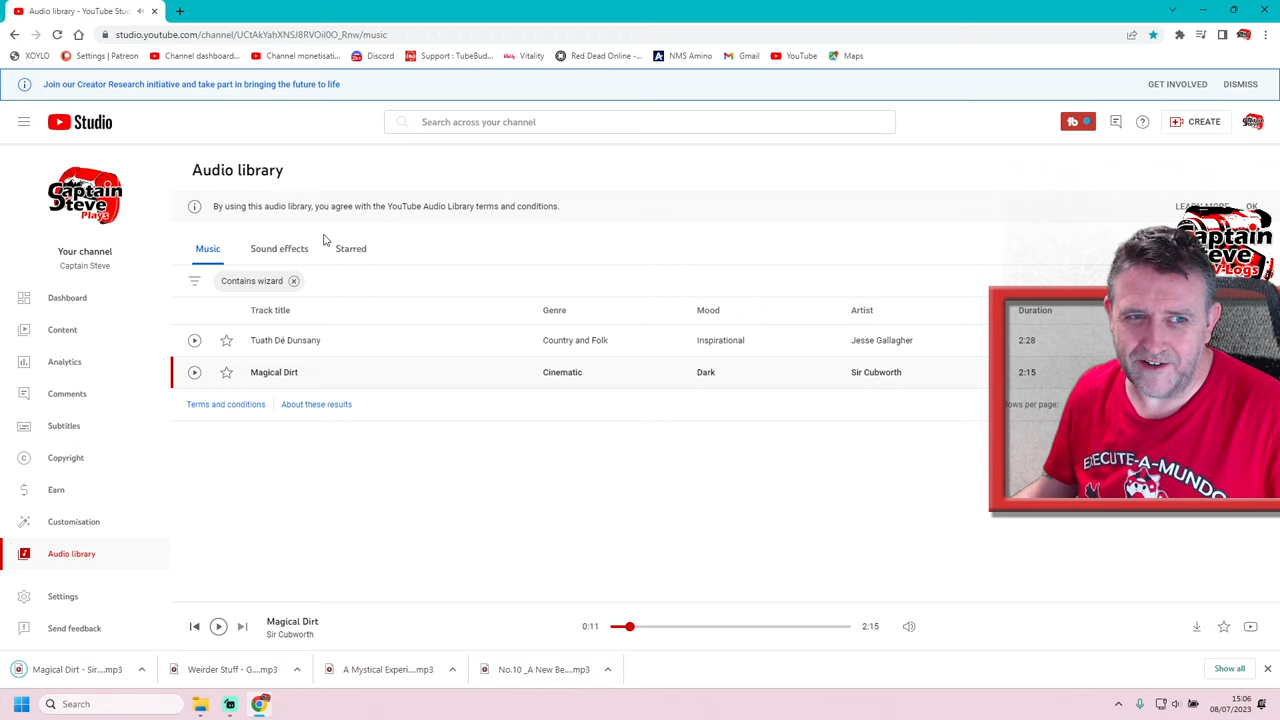 Audio library - YouTube Stu
studio.youtube.com/channel/UCtAkYahXNSJ8RVOil0O_Rnw/music
XOYLO
Settings | Patreon
Channel dashboard...
Channel monetisati...
Discord
Support : TubeBud...
Vitality
Red Dead Online -...
NMS Amino
Gmail
YouTube
Maps
Join our Creator Research initiative and take part in bringing the future to life
GET INVOLVED
DISMISS
Studio
Search across your channel
tb
CREATE
Captain
Steve
Plays
Your channel
Captain Steve
Dashboard
Content
Analytics
Comments
Subtitles
Copyright
Earn
Customisation
Audio library
Settings
Send feedback
Audio library
By using this audio library, you agree with the YouTube Audio Library terms and conditions.
LEARN MORE
OK
Music
Sound effects
Starred
Contains wizard
Track title
Genre
Mood
Artist
Duration
Tuath Dé Dunsany
Country and Folk
Inspirational
Jesse Gallagher
2:28
Magical Dirt
Cinematic
Dark
Sir Cubworth
2:15
Terms and conditions
About these results
Rows per page:
Captain
V-Logs
EXECUTE-A-MUNDO
Magical Dirt
Sir Cubworth
0:11
2:15
Magical Dirt - Sir....mp3
Weirder Stuff - G....mp3
A Mystical Experi....mp3
No.10 _A New Be....mp3
Show all
Search
15:06
08/07/2023